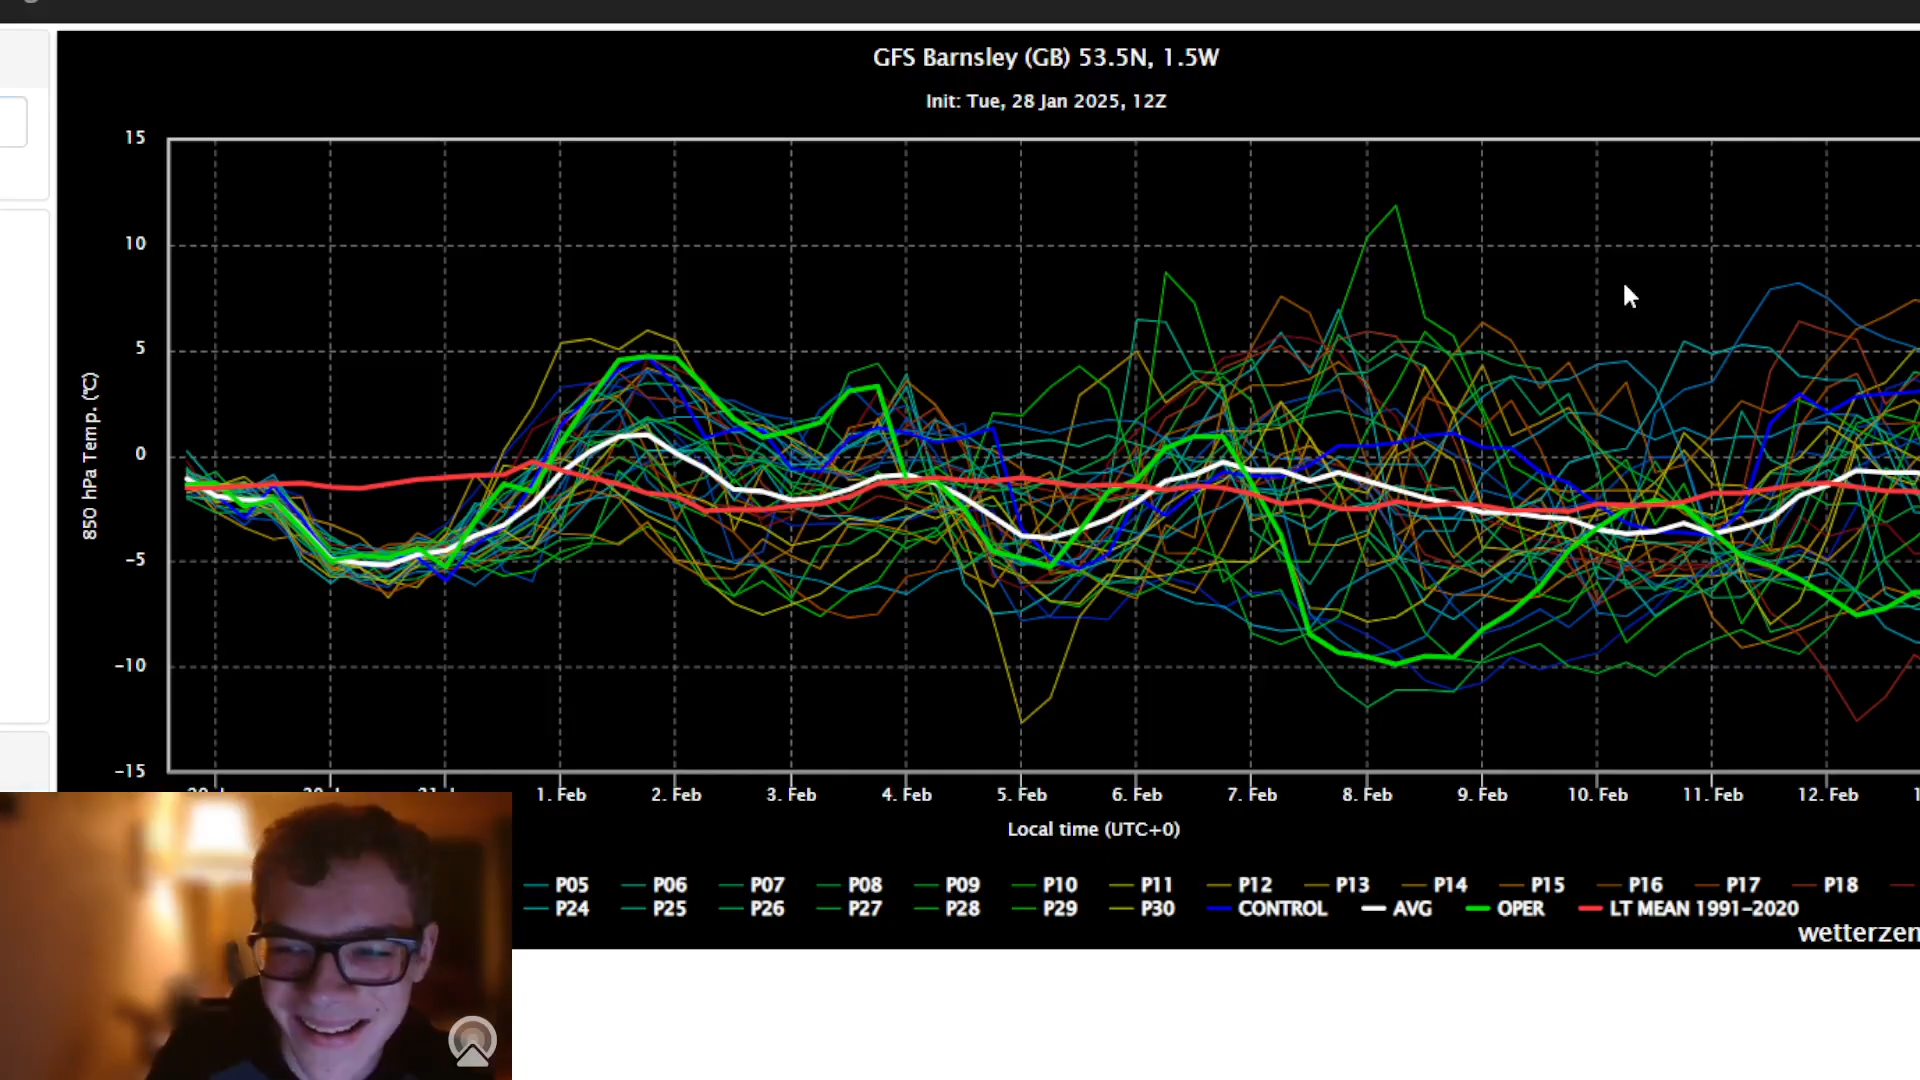 GFS Barnsley (GB) 53.5N, 1.5W
Init: Tue, 28 Jan 2025, 12Z
15
10
5
0
-5
-10
-15
850 hPa Temp. (°C)
1. Feb 2. Feb 3. Feb 4. Feb 5. Feb 6. Feb 7. Feb 8. Feb 9. Feb 10. Feb 11. Feb 12. Feb
Local time (UTC+0)
P05 P06 P07 P08 P09 P10 P11 P12 P13 P14 P15 P16 P17 P18
P24 P25 P26 P27 P28 P29 P30 CONTROL AVG OPER LT MEAN 1991-2020
wetterzen